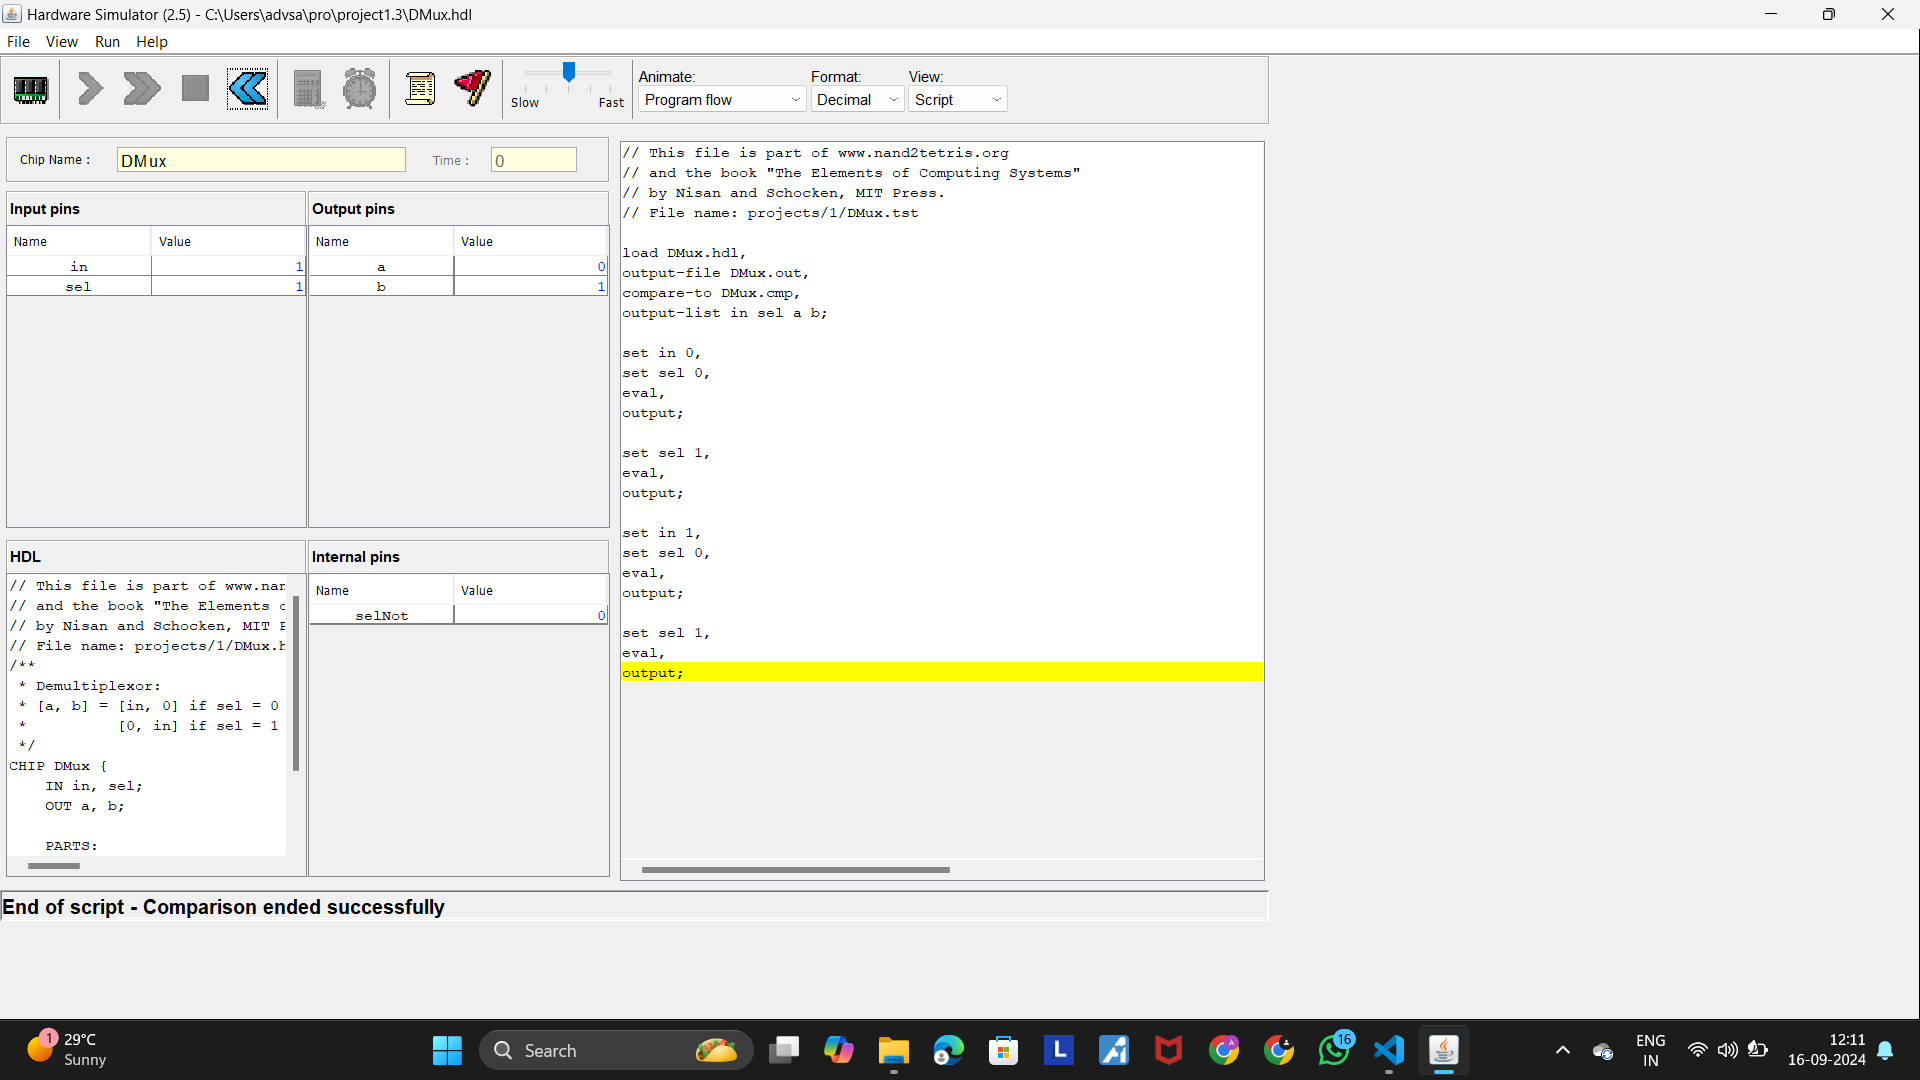 Hardware Simulator (2.5) - C:\Users\advsa\pro\project1.3\DMux.hdl
File View Run Help
Slow Fast
Animate: Format: View:
Program flow Decimal Script
Chip Name : DMux Time : 0
Input pins
Name Value
in 1
sel 1
Output pins
Name Value
a 0
b 1
HDL
// This file is part of www.nan
// and the book "The Elements o
// by Nisan and Schocken, MIT P
// File name: projects/1/DMux.h
/**
* Demultiplexor:
* [a, b] = [in, 0] if sel = 0
* [0, in] if sel = 1
*/
CHIP DMux {
IN in, sel;
OUT a, b;
PARTS:
Internal pins
Name Value
selNot 0
// This file is part of www.nand2tetris.org
// and the book "The Elements of Computing Systems"
// by Nisan and Schocken, MIT Press.
// File name: projects/1/DMux.tst
load DMux.hdl,
output-file DMux.out,
compare-to DMux.cmp,
output-list in sel a b;
set in 0,
set sel 0,
eval,
output;
set sel 1,
eval,
output;
set in 1,
set sel 0,
eval,
output;
set sel 1,
eval,
output;
End of script - Comparison ended successfully
1
29°C
Sunny
Search
L
A
16
ENG
IN
12:11
16-09-2024